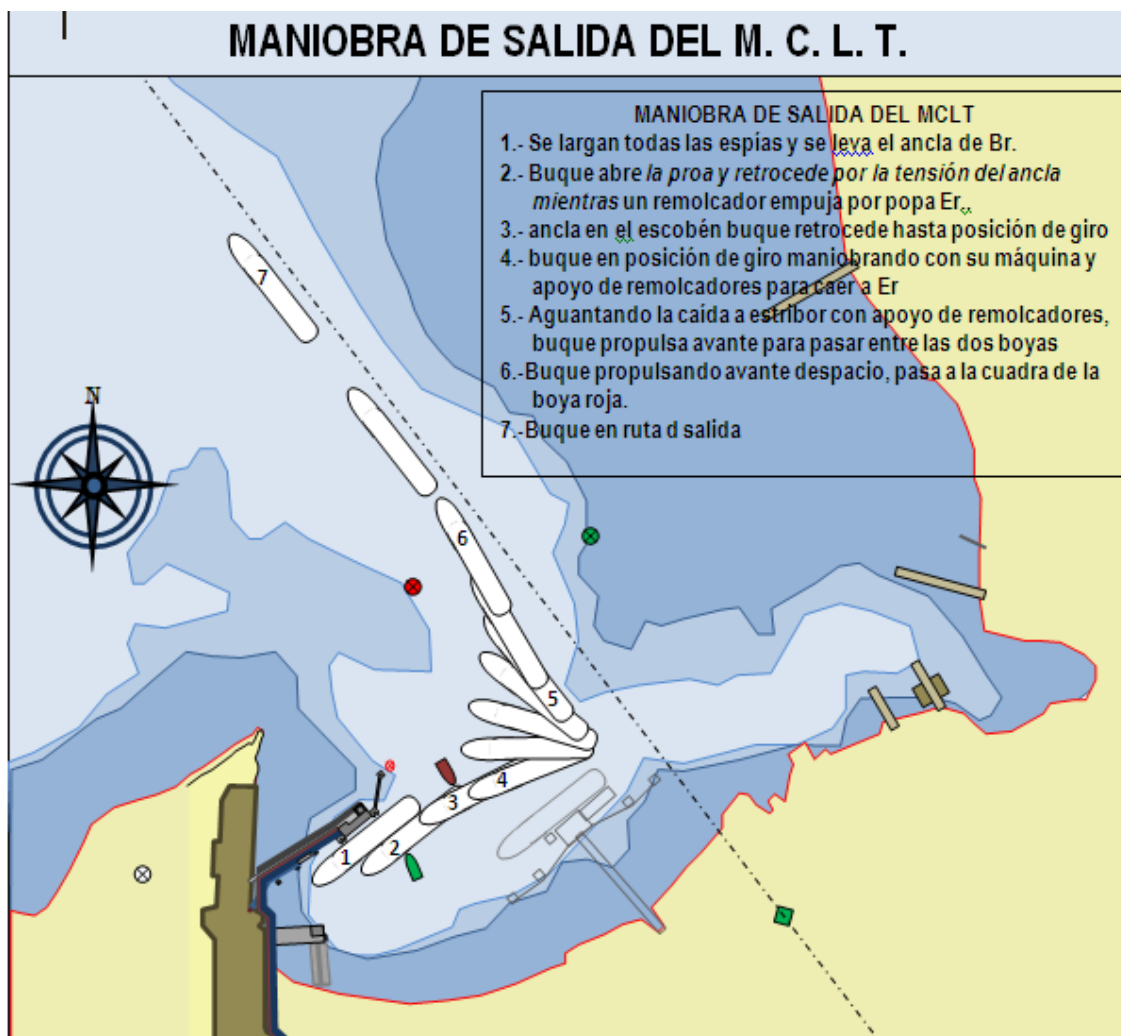 MANIOBRA DE SALIDA DEL M. C. L. T.
MANIOBRA DE SALIDA DEL MCLT
1.- Se largan todas las espías y se leva el ancla de Br.
2.- Buque abre la proa y retrocede por la tensión del ancla
mientras un remolcador empuja por popa Er..
3.- ancla en el escobén buque retrocede hasta posición de giro
4.- buque en posición de giro maniobrando con su máquina y
apoyo de remolcadores para caer a Er
5.- Aguantando la caída a estribor con apoyo de remolcadores,
buque propulsa avante para pasar entre las dos boyas
6.-Buque propulsando avante despacio, pasa a la cuadra de la
boya roja.
7.-Buque en ruta d salida
7
N
6
5
4
3
2
1